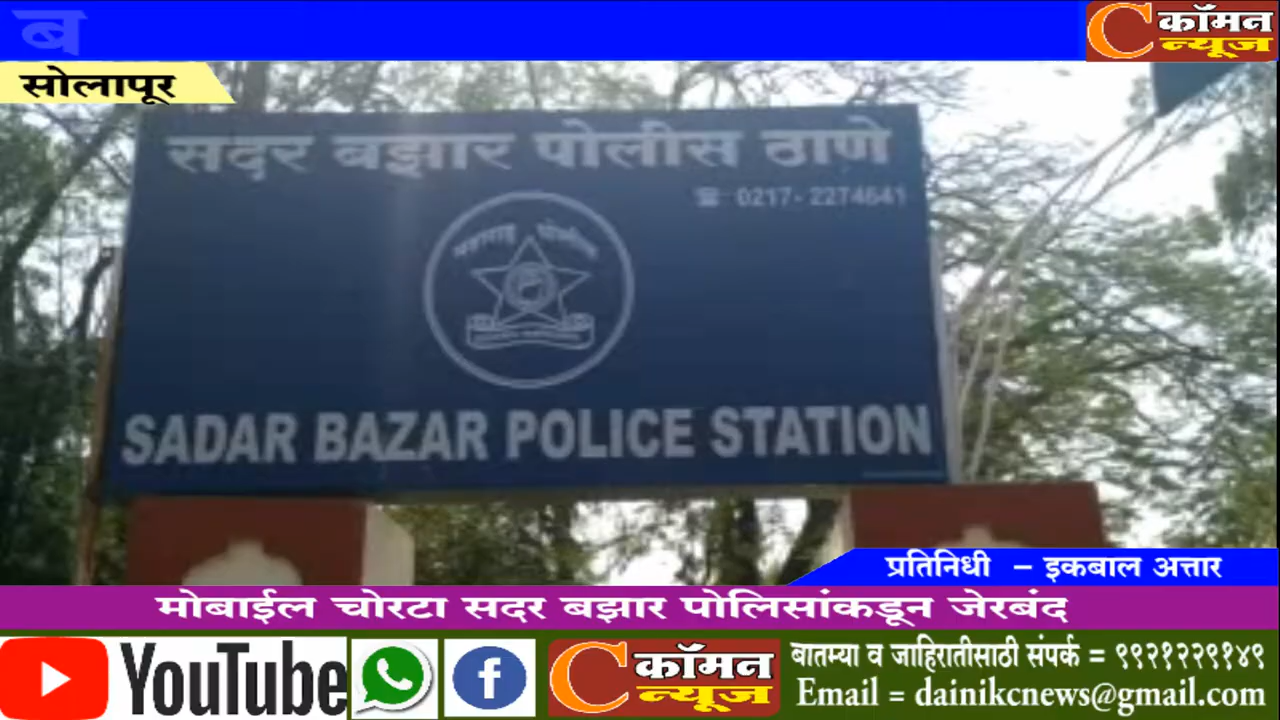 ब
C कॉमन
न्यूज
सोलापूर
सदर बझार पोलीस ठाणे
☎ 0217- 2274641
SADAR BAZAR POLICE STATION
प्रतिनिधी – इकबाल अत्तार
मोबाईल चोरटा सदर बझार पोलिसांकडून जेरबंद
YouTube
C कॉमन
न्यूज
बातम्या व जाहिरातीसाठी संपर्क = ९९२१२२९१४९
Email = dainikcnews@gmail.com